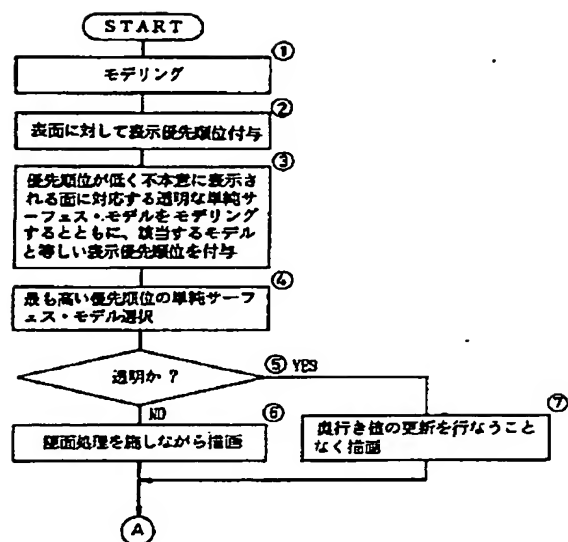 START
①
モデリング
②
表面に対して表示優先順位付与
③
優先順位が低く不本意に表示さ
れる面に対応する透明な単純サ
ーフェス・モデルをモデリング
するとともに、該当するモデル
と等しい表示優先順位を付与
④
最も高い優先順位の単純サーフ
ェス・モデル選択
⑤ YES
透明か?
NO
⑥
隠面処理を施しながら描画
⑦
奥行き値の更新を行なうこと
なく描画
A